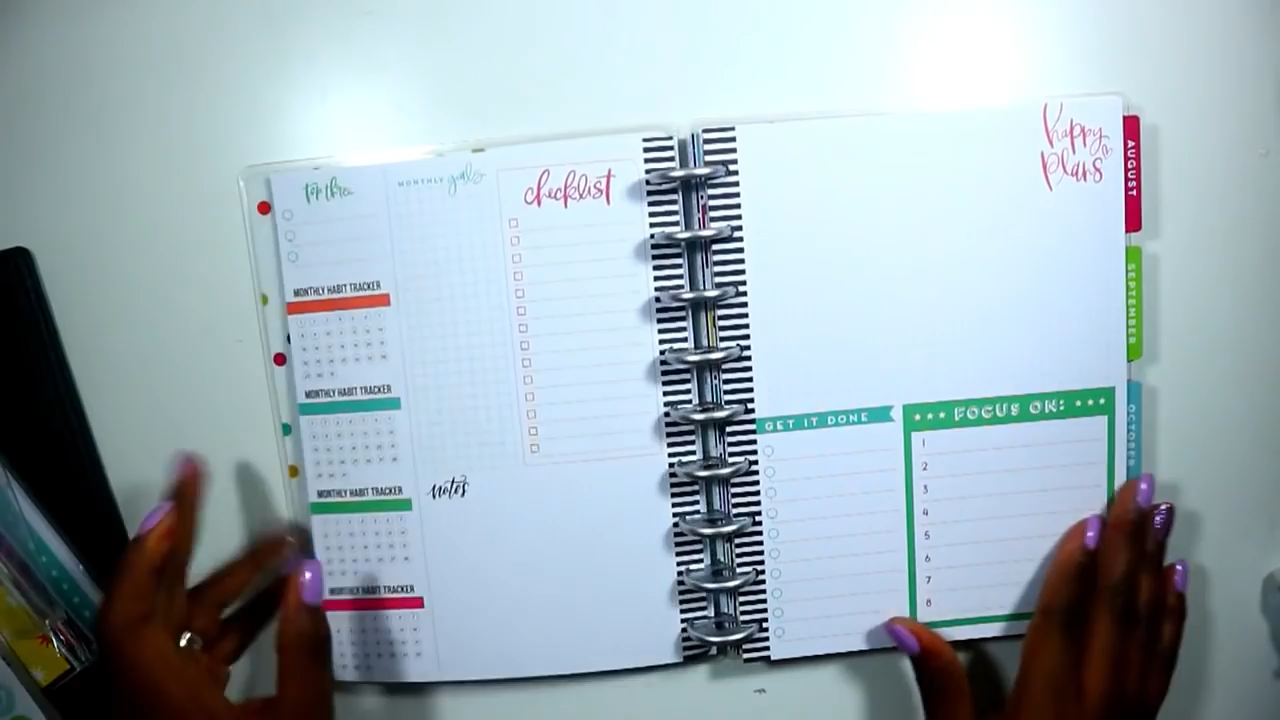 top three
MONTHLY goals
checklist
MONTHLY HABIT TRACKER
MONTHLY HABIT TRACKER
MONTHLY HABIT TRACKER
MONTHLY HABIT TRACKER
notes
Happy
Plans
GET IT DONE
FOCUS ON:
1
2
3
4
5
6
7
8
AUGUST
SEPTEMBER
OCTOBER